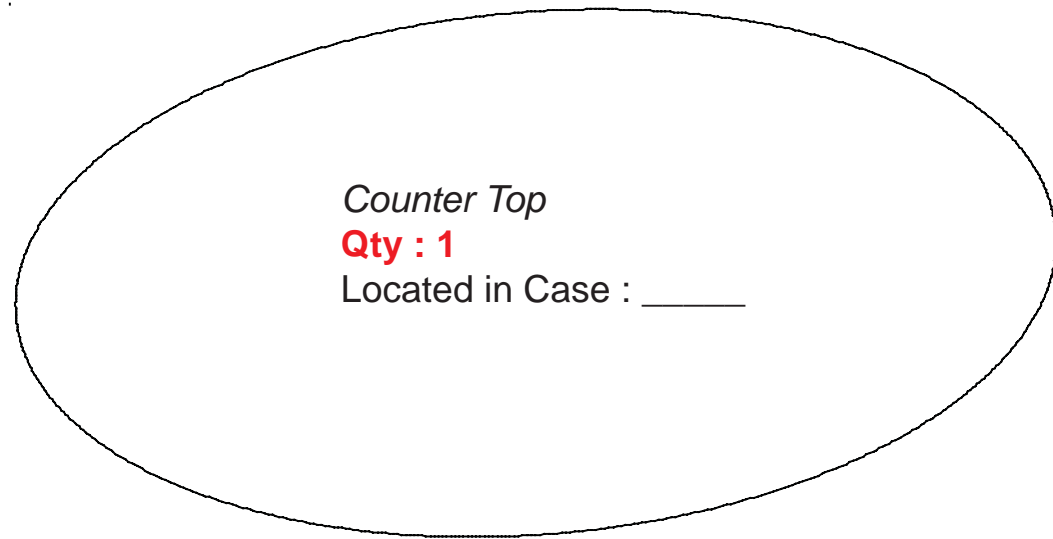 Counter Top
Qty : 1
Located in Case : _____